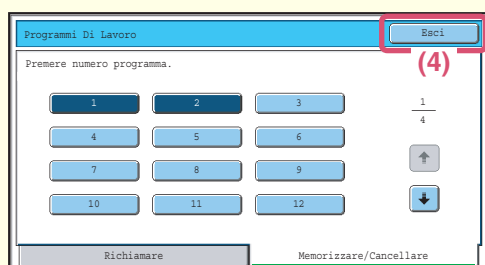 Programmi Di Lavoro Esci
(4)
Premere numero programma.
1 2 3 1
4
4 5 6
7 8 9
10 11 12
Richiamare Memorizzare/Cancellare